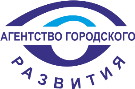 АГЕНТСТВО ГОРОДСКОГО
РАЗВИТИЯ